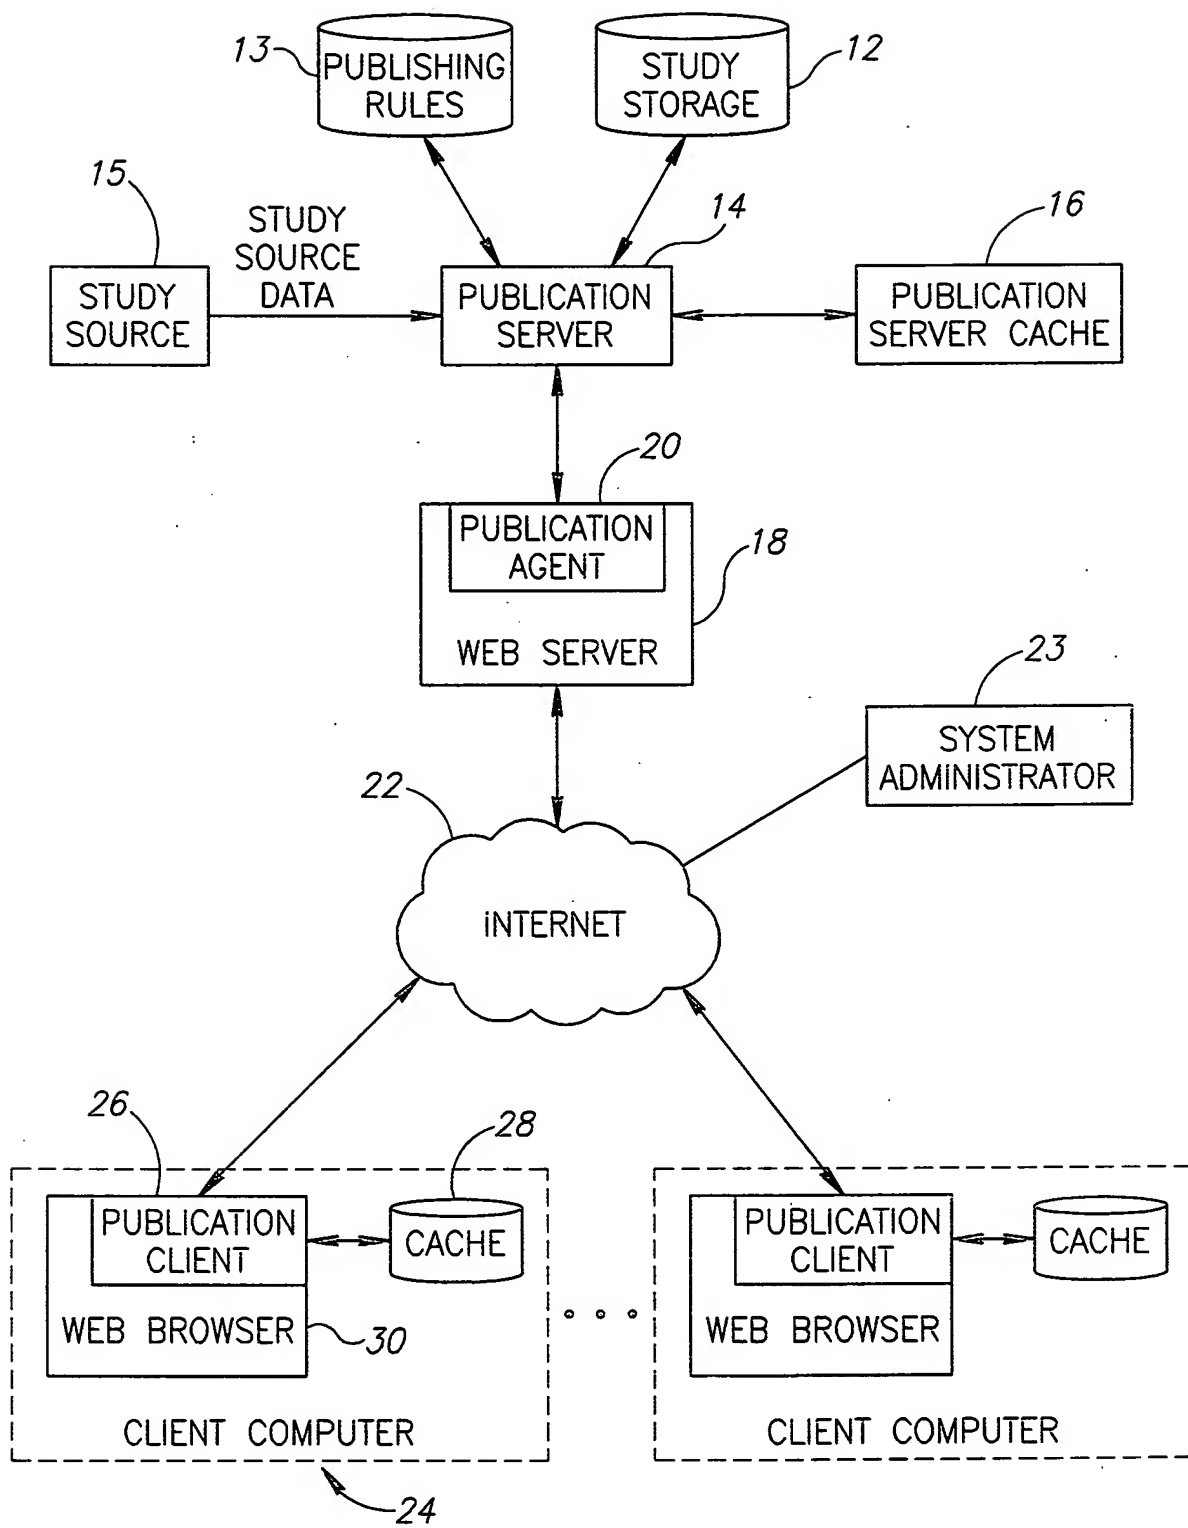 13
PUBLISHING
RULES
STUDY
STORAGE
12
15
STUDY
SOURCE
DATA
14
16
STUDY
SOURCE
PUBLICATION
SERVER
PUBLICATION
SERVER CACHE
20
PUBLICATION
AGENT
18
WEB SERVER
23
SYSTEM
ADMINISTRATOR
22
iNTERNET
26
28
PUBLICATION
CLIENT
CACHE
WEB BROWSER
30
CLIENT COMPUTER
24
PUBLICATION
CLIENT
CACHE
WEB BROWSER
CLIENT COMPUTER